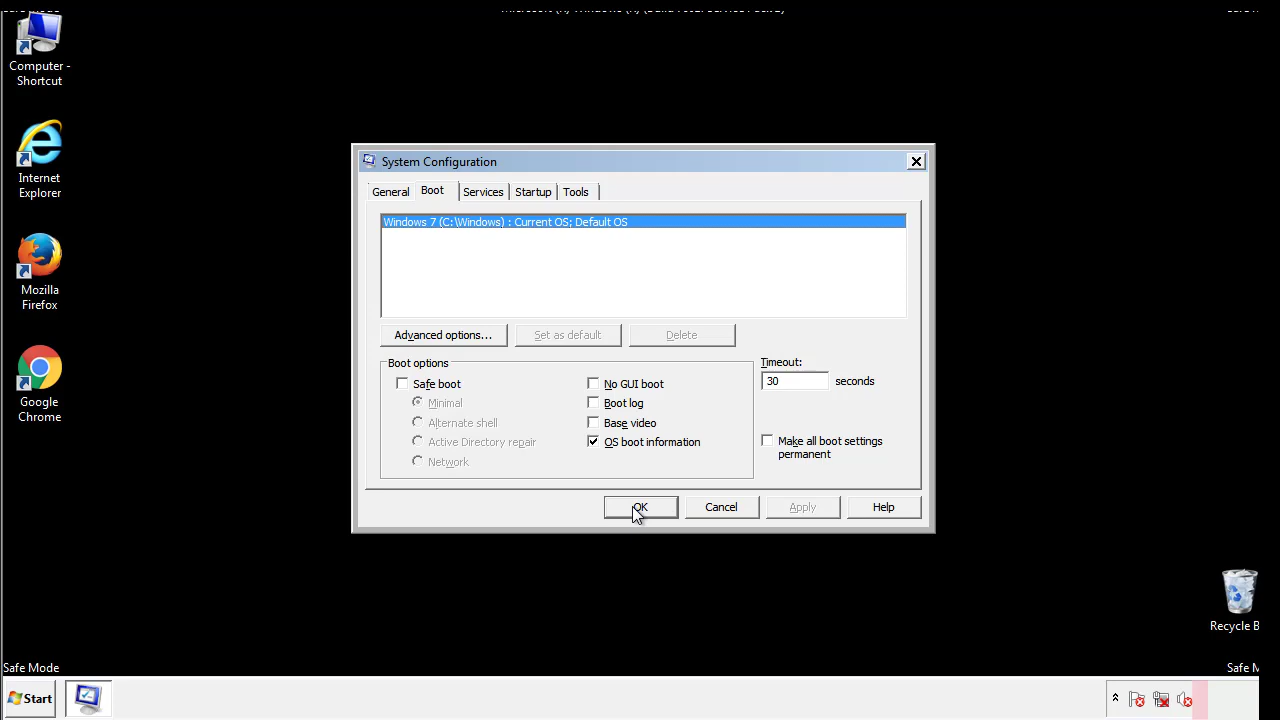 Computer -
Shortcut
Internet
Explorer
Mozilla
Firefox
Google
Chrome
System Configuration
General
Boot
Services
Startup
Tools
Windows 7 (C:\Windows) : Current OS; Default OS
Advanced options...
Set as default
Delete
Boot options
Safe boot
Minimal
Alternate shell
Active Directory repair
Network
No GUI boot
Boot log
Base video
OS boot information
Timeout:
30 seconds
Make all boot settings
permanent
OK
Cancel
Apply
Help
Recycle B
Safe Mode
Safe M
Start